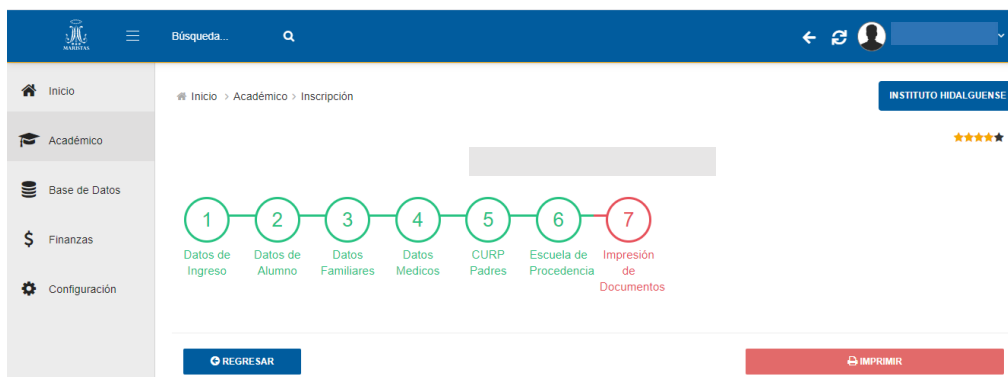 MARISTAS
Búsqueda...
Inicio
Académico
Base de Datos
Finanzas
Configuración
Inicio > Académico > Inscripción
INSTITUTO HIDALGUENSE
1 2 3 4 5 6 7
Datos de Datos de Datos Datos CURP Escuela de Impresión
Ingreso Alumno Familiares Medicos Padres Procedencia de
Documentos
REGRESAR
IMPRIMIR